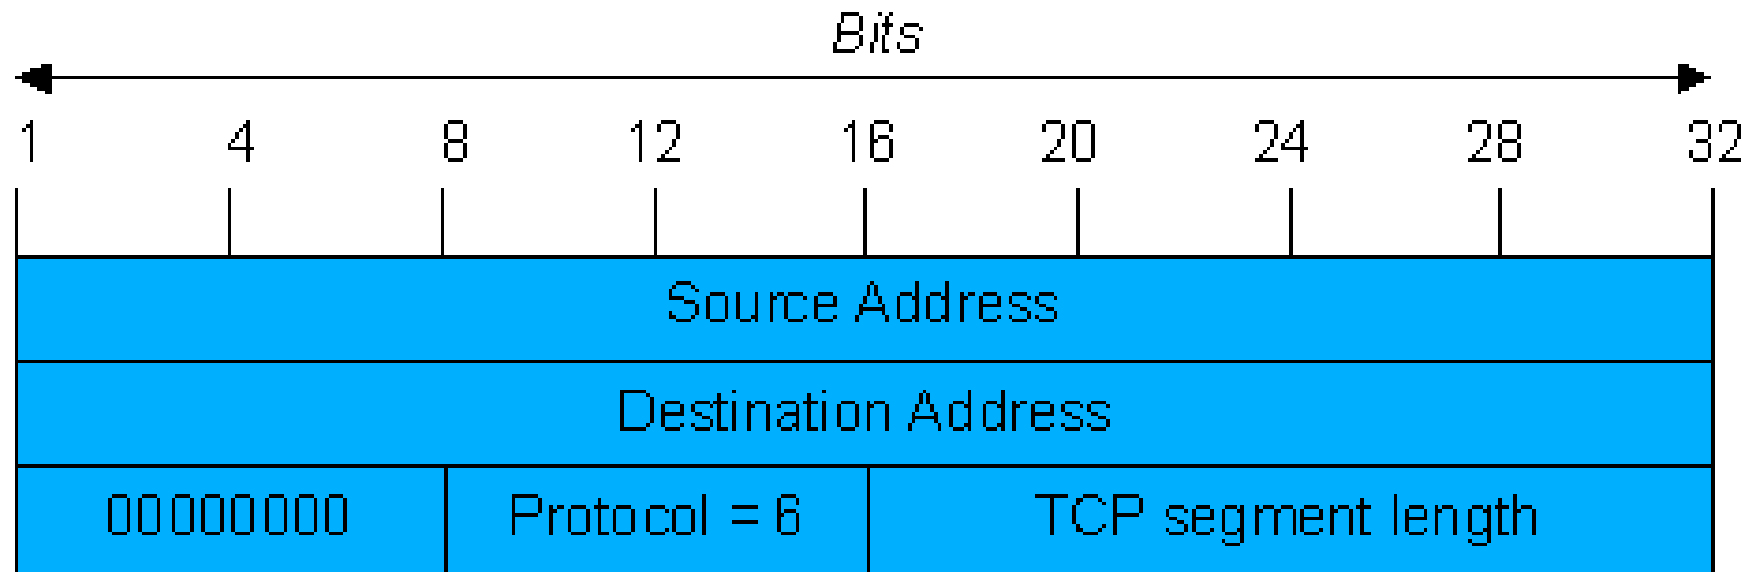 Bits
1 4 8 12 16 20 24 28 32
Source Address
Destination Address
00000000 Protocol = 6 TCP segment length